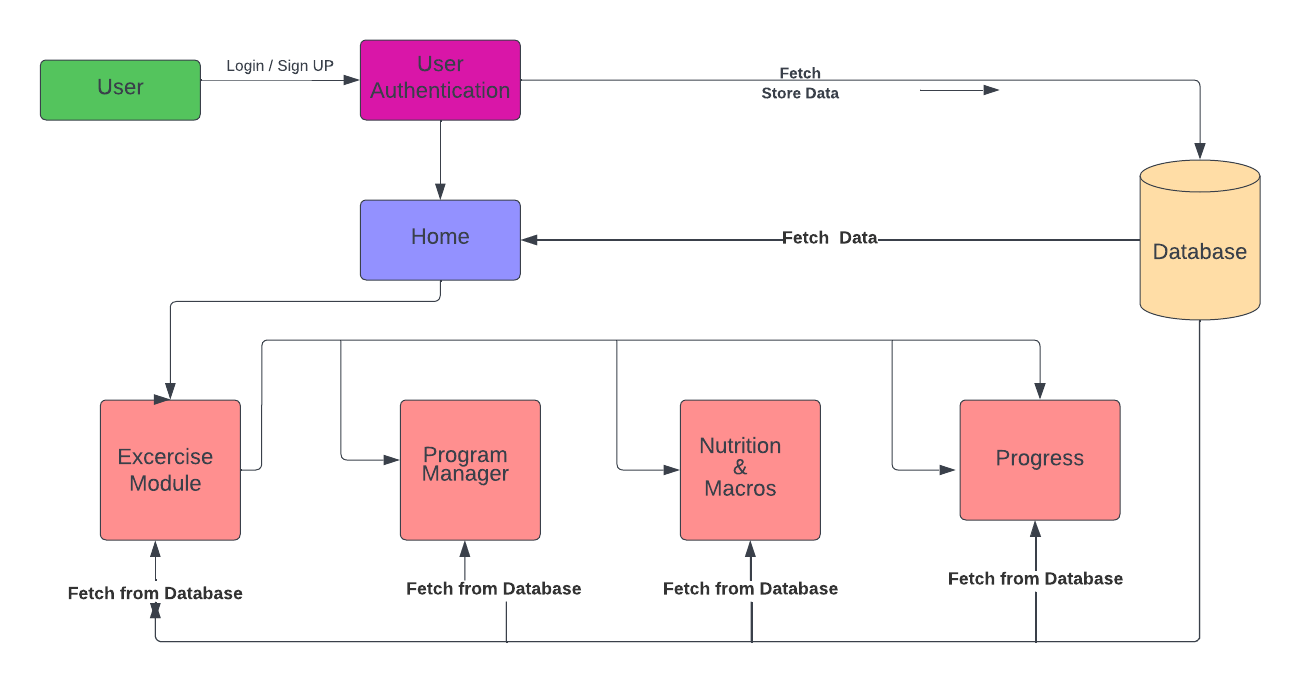 User
Login / Sign UP
User
Authentication
Fetch
Store Data
Home
Fetch  Data
Database
Excercise
Module
Program
Manager
Nutrition
&
Macros
Progress
Fetch from Database
Fetch from Database
Fetch from Database
Fetch from Database